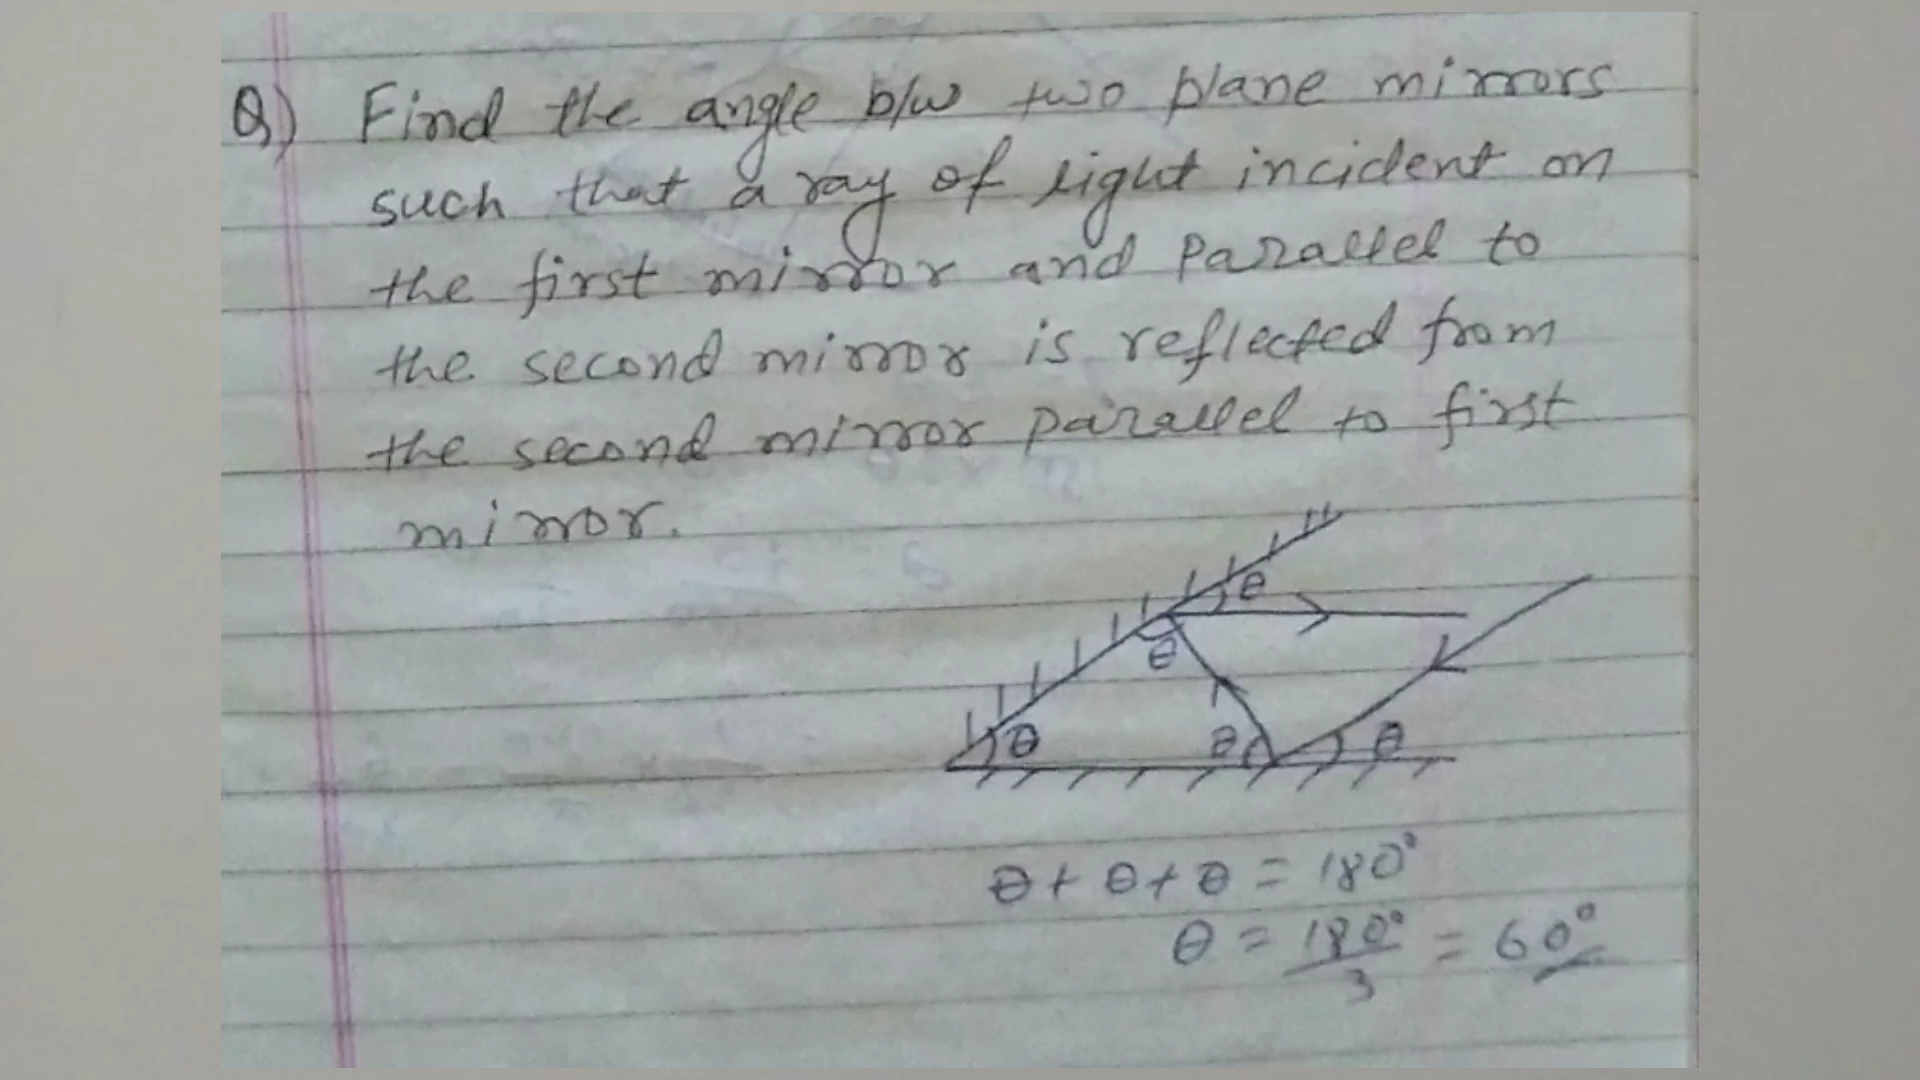 Q) Find the angle b/w two plane mirrors
such that a ray of light incident on
the first mirror and parallel to
the second mirror is reflected from
the second mirror parallel to first
mirror.
θ
θ
θ θ θ
θ + θ + θ = 180°
θ = 180°/3 = 60°